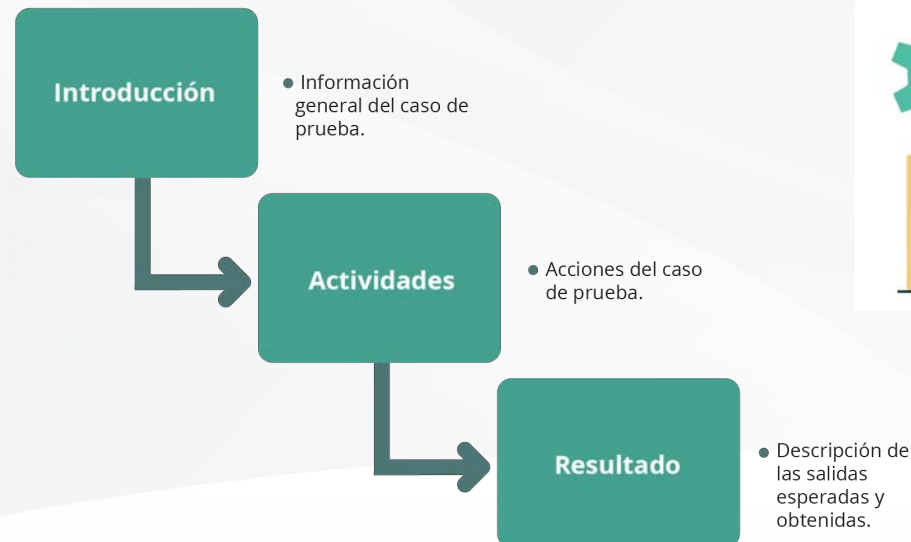 Introducción
• Información
general del caso de
prueba.
Actividades
• Acciones del caso
de prueba.
Resultado
• Descripción de
las salidas
esperadas y
obtenidas.